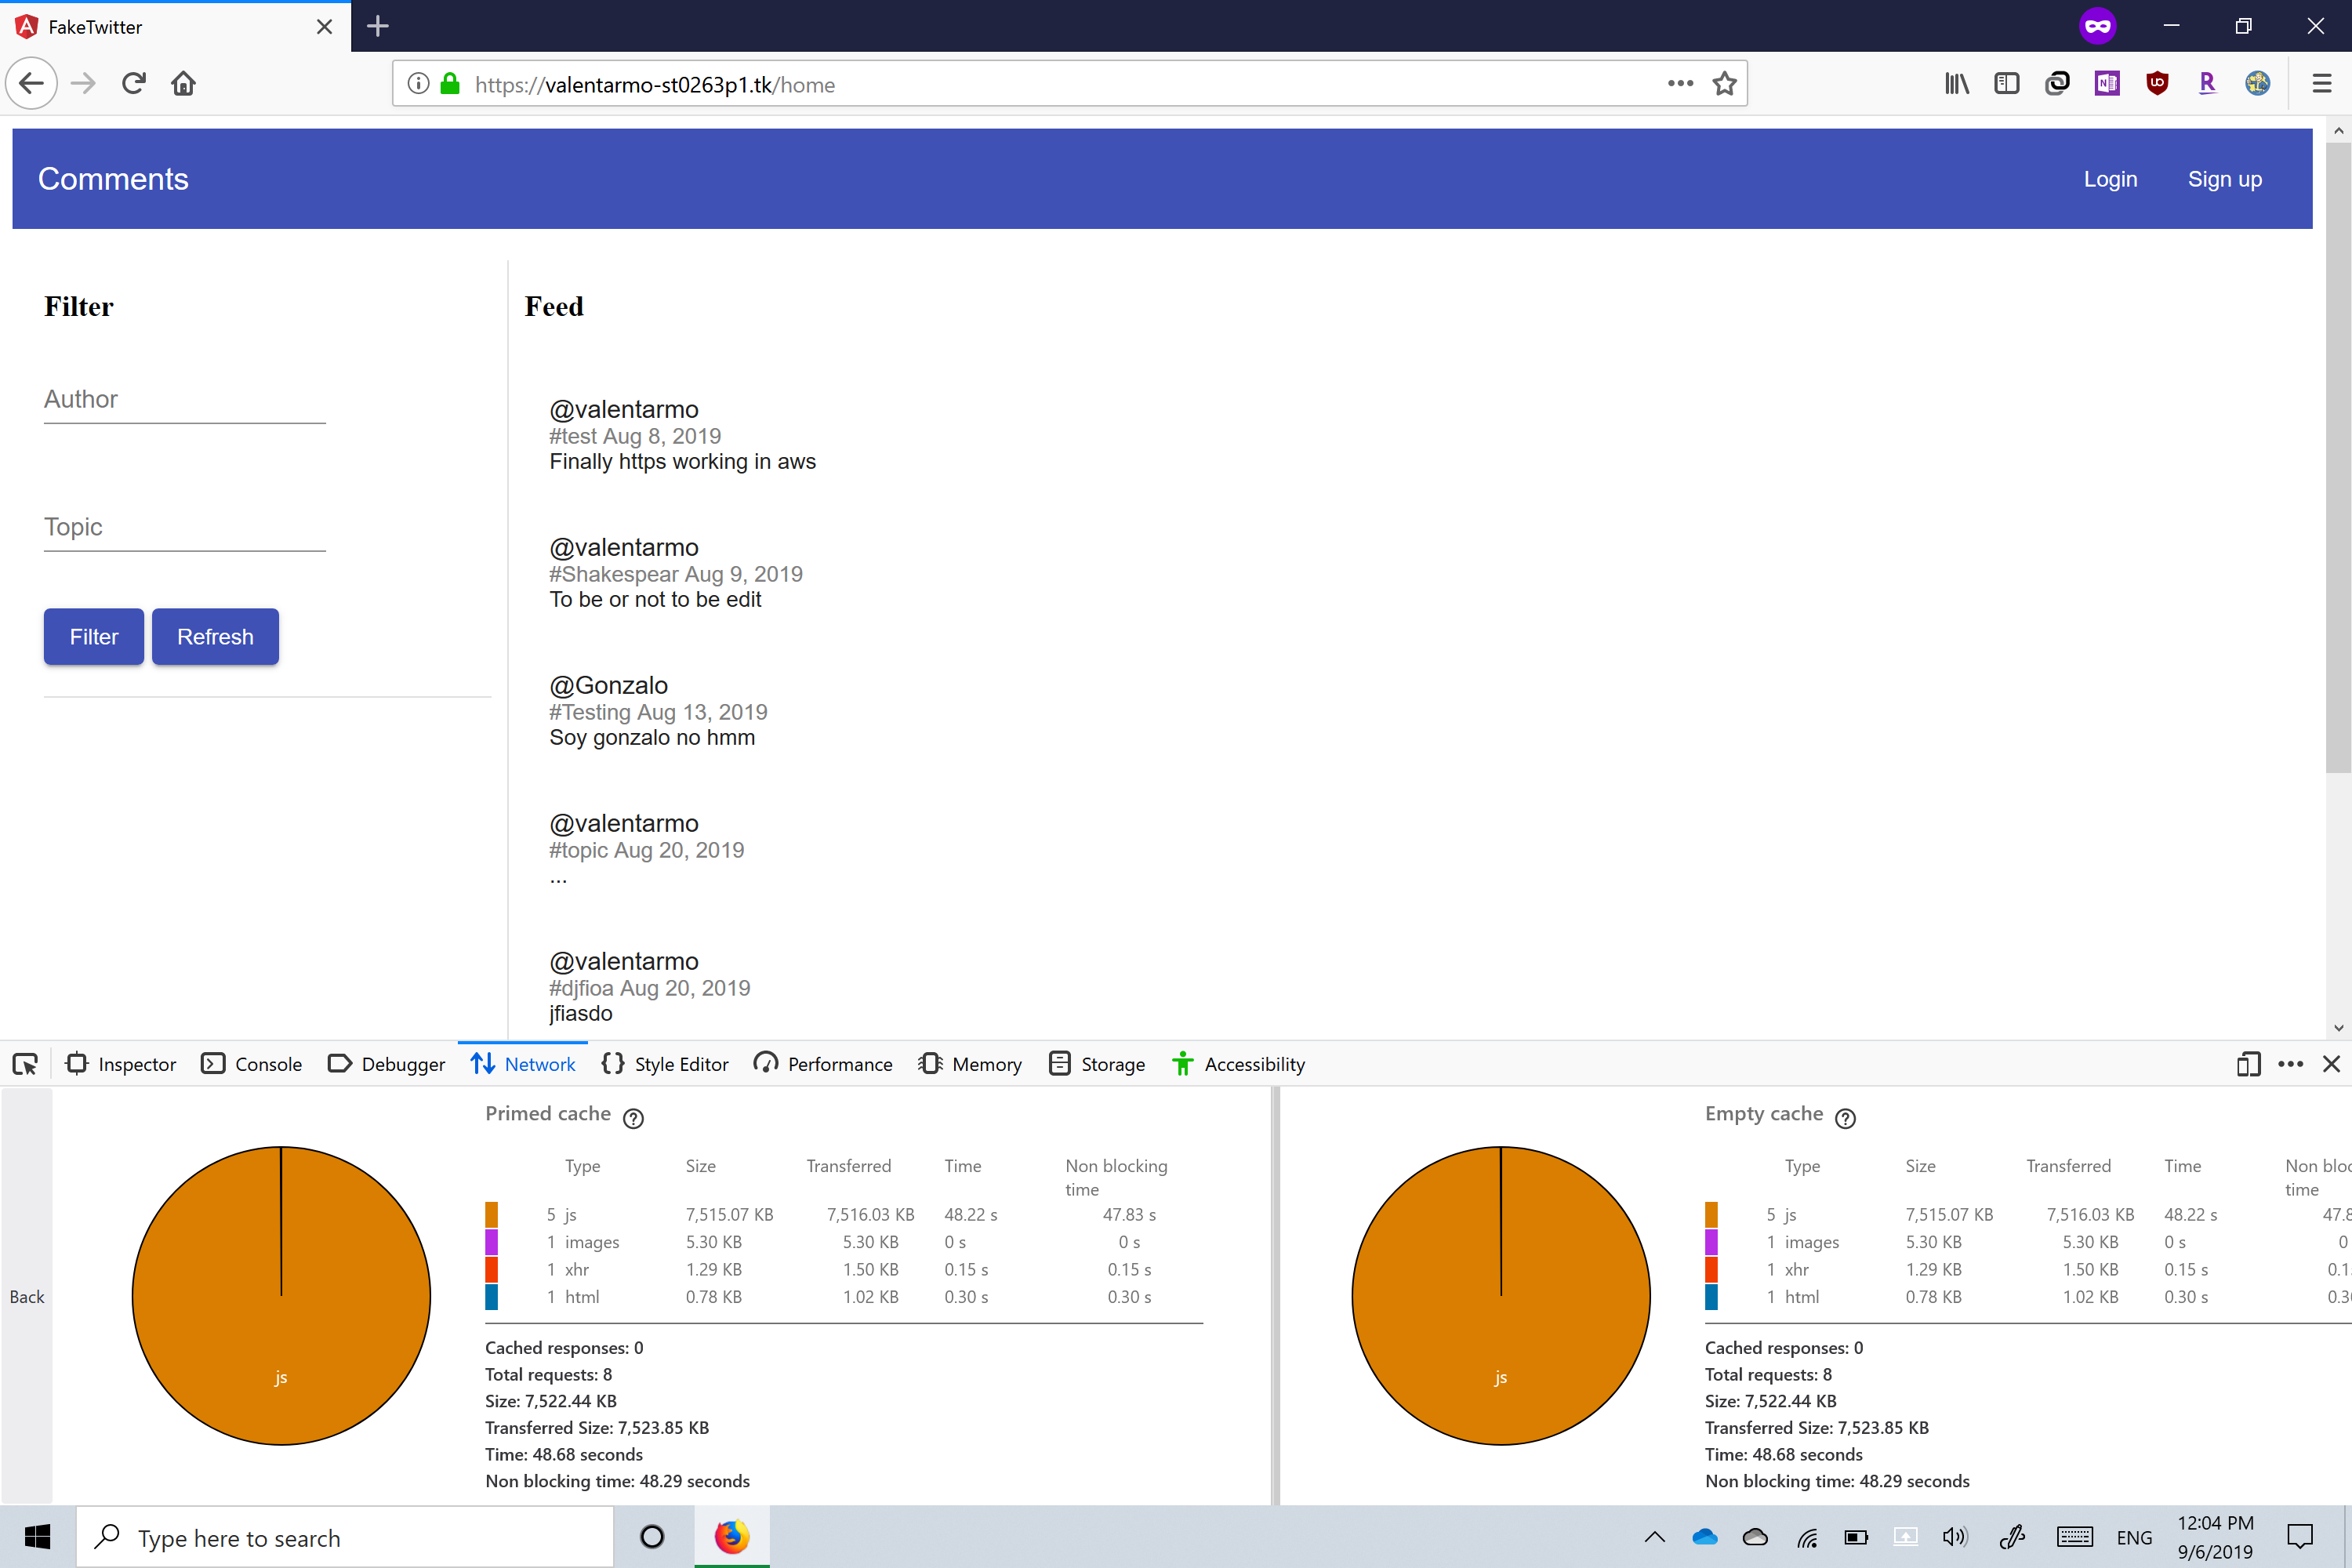 FakeTwitter
https://valentarmo-st0263p1.tk/home
Comments
Login
Sign up
Filter
Author
Topic
Filter
Refresh
Feed
@valentarmo
#test Aug 8, 2019
Finally https working in aws
@valentarmo
#Shakespear Aug 9, 2019
To be or not to be edit
@Gonzalo
#Testing Aug 13, 2019
Soy gonzalo no hmm
@valentarmo
#topic Aug 20, 2019
...
@valentarmo
#djfioa Aug 20, 2019
jfiasdo
Inspector Console Debugger Network Style Editor Performance Memory Storage Accessibility
Back
js
Primed cache
Type Size Transferred Time Non blocking time
5 js 7,515.07 KB 7,516.03 KB 48.22 s 47.83 s
1 images 5.30 KB 5.30 KB 0 s 0 s
1 xhr 1.29 KB 1.50 KB 0.15 s 0.15 s
1 html 0.78 KB 1.02 KB 0.30 s 0.30 s
Cached responses: 0
Total requests: 8
Size: 7,522.44 KB
Transferred Size: 7,523.85 KB
Time: 48.68 seconds
Non blocking time: 48.29 seconds
js
Empty cache
Type Size Transferred Time Non bloc
time
5 js 7,515.07 KB 7,516.03 KB 48.22 s 47.8
1 images 5.30 KB 5.30 KB 0 s 0
1 xhr 1.29 KB 1.50 KB 0.15 s 0.1
1 html 0.78 KB 1.02 KB 0.30 s 0.3
Cached responses: 0
Total requests: 8
Size: 7,522.44 KB
Transferred Size: 7,523.85 KB
Time: 48.68 seconds
Non blocking time: 48.29 seconds
Type here to search
ENG
12:04 PM
9/6/2019